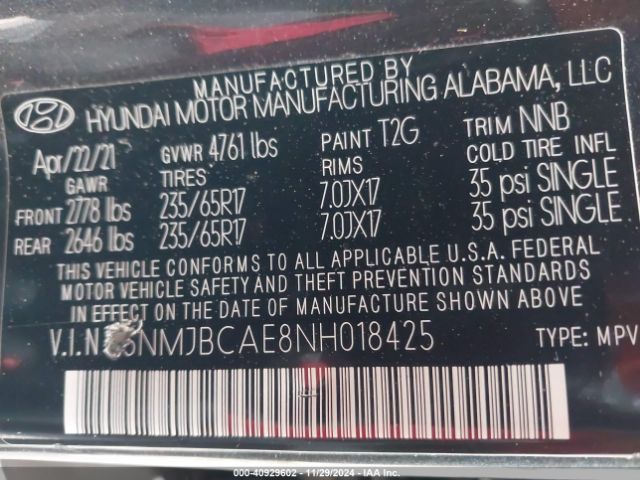 MANUFACTURED BY
HYUNDAI MOTOR MANUFACTURING ALABAMA, LLC
Apr/22/21 GVWR 4761 lbs PAINT T2G TRIM NNB
GAWR TIRES RIMS COLD TIRE INFL
FRONT 2778 lbs 235/65R17 7.0JX17 35 psi SINGLE
REAR 2646 lbs 235/65R17 7.0JX17 35 psi SINGLE
THIS VEHICLE CONFORMS TO ALL APPLICABLE U.S.A. FEDERAL
MOTOR VEHICLE SAFETY AND THEFT PREVENTION STANDARDS
IN EFFECT ON THE DATE OF MANUFACTURE SHOWN ABOVE
V.I.N 5NMJBCAE8NH018425 TYPE: MPV
000-40929602 - 11/29/2024 - IAA Inc.